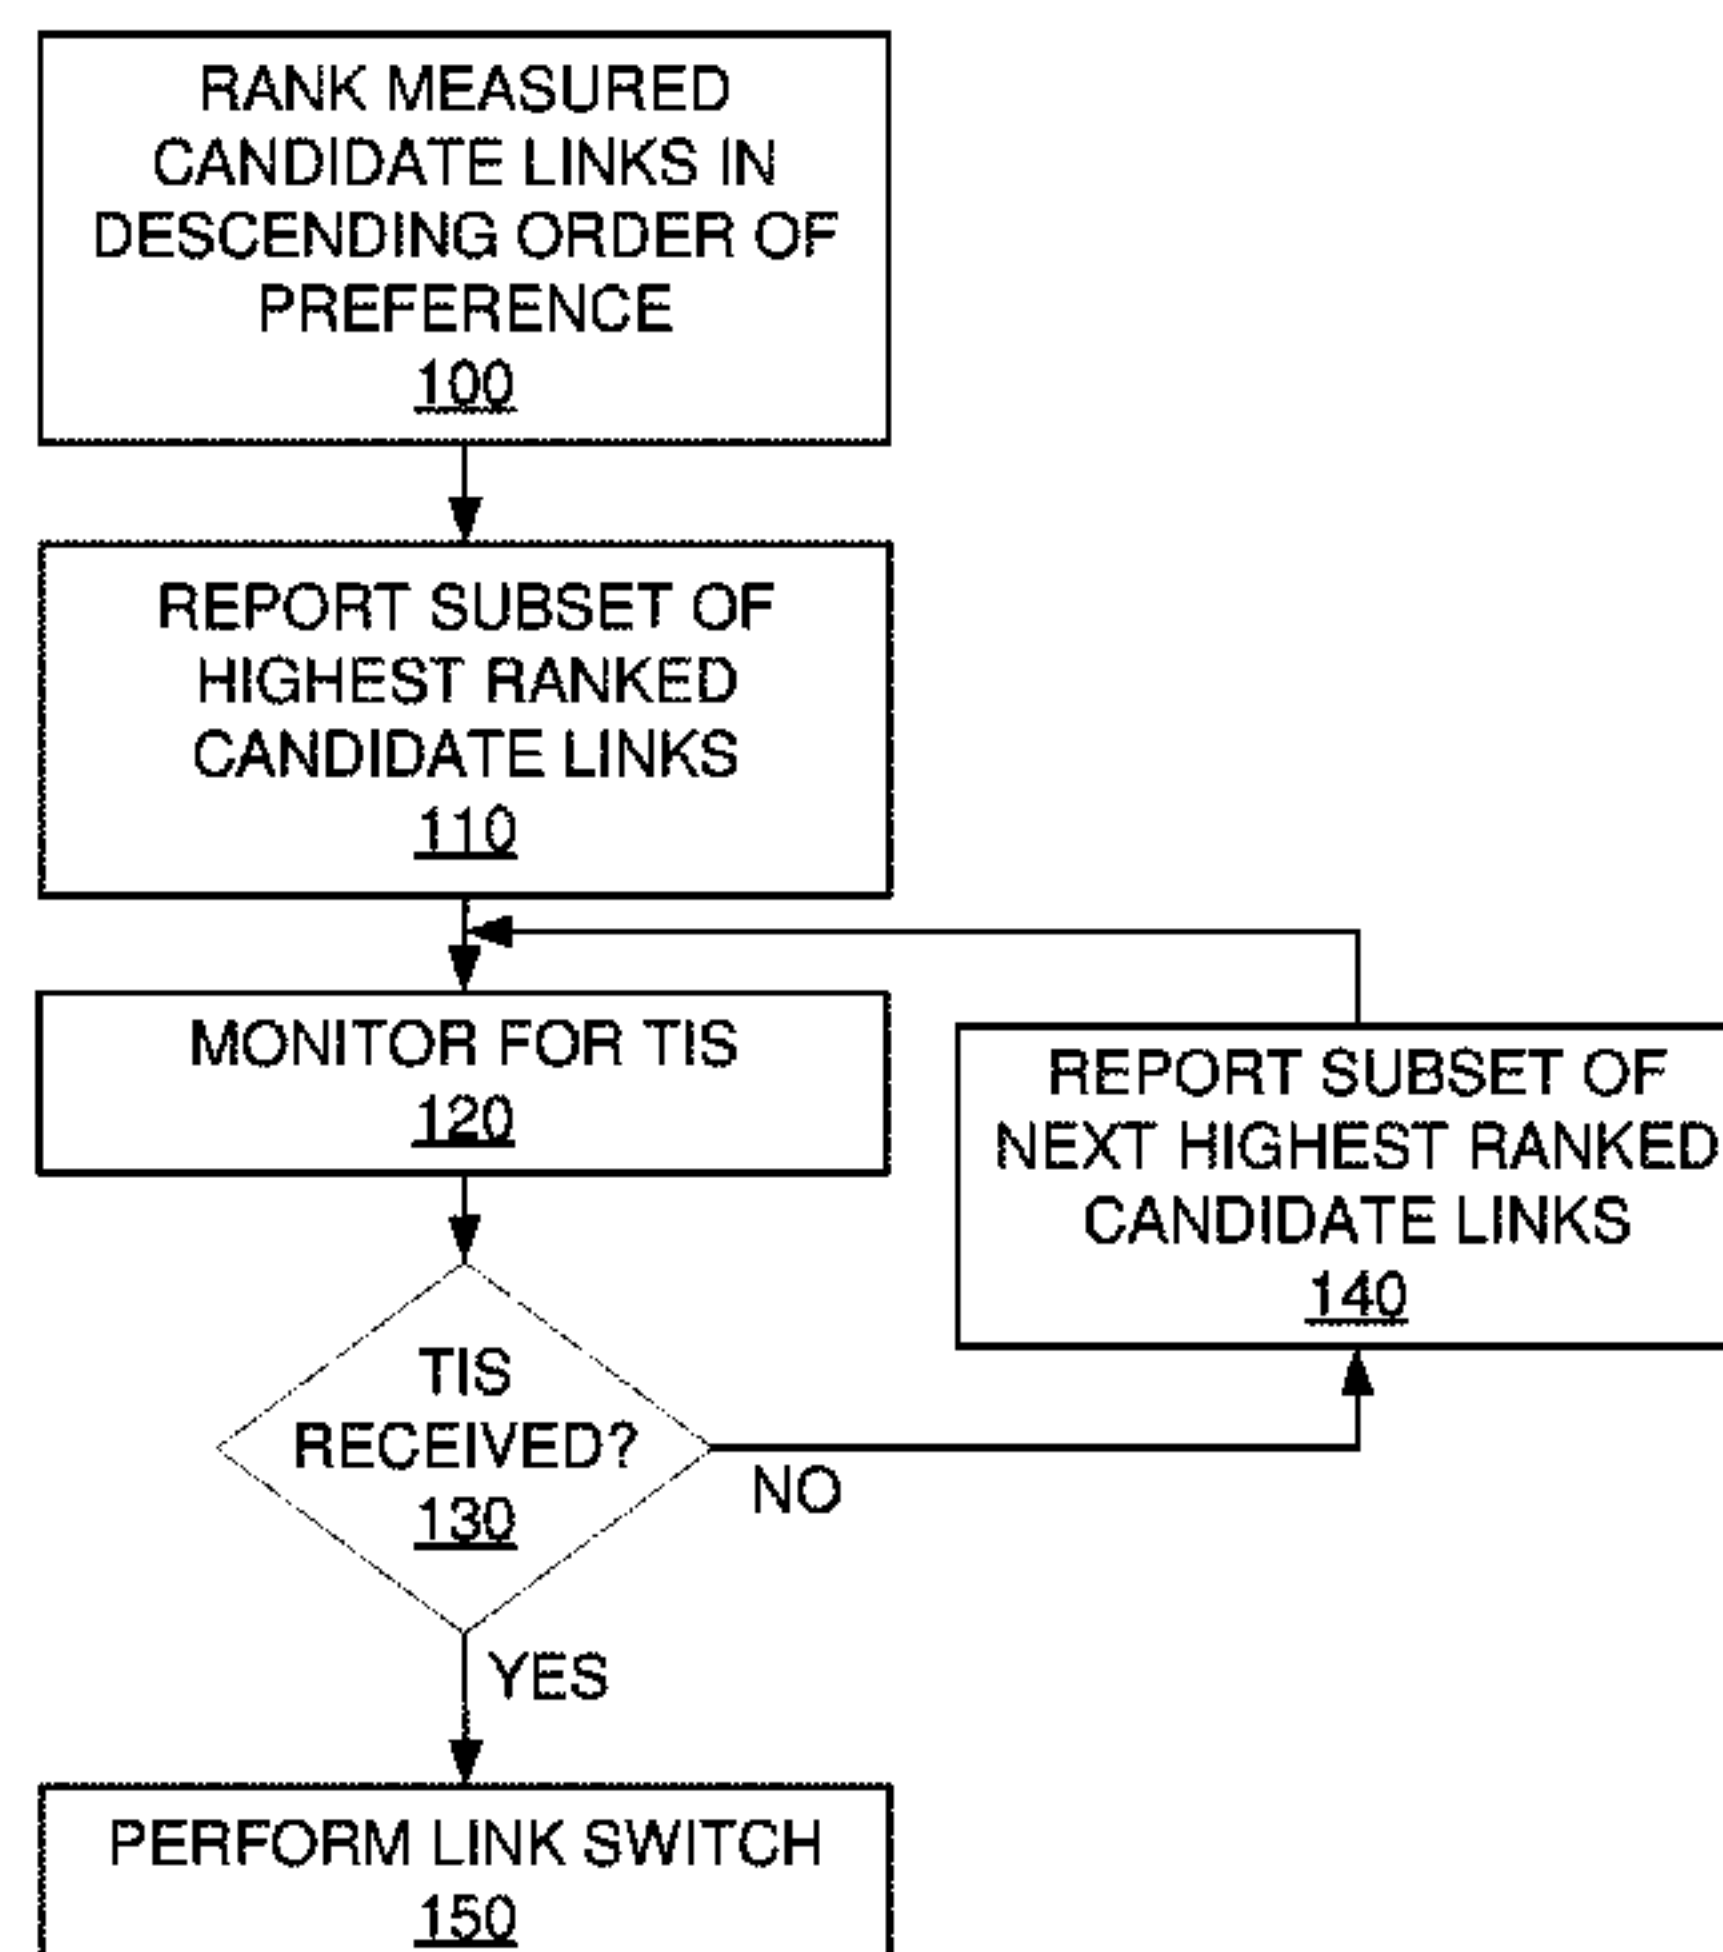 RANK MEASURED
CANDIDATE LINKS IN
DESCENDING ORDER OF
PREFERENCE
100
REPORT SUBSET OF
HIGHEST RANKED
CANDIDATE LINKS
110
MONITOR FOR TIS
120
REPORT SUBSET OF
NEXT HIGHEST RANKED
CANDIDATE LINKS
140
TIS
RECEIVED?
130
NO
YES
PERFORM LINK SWITCH
150